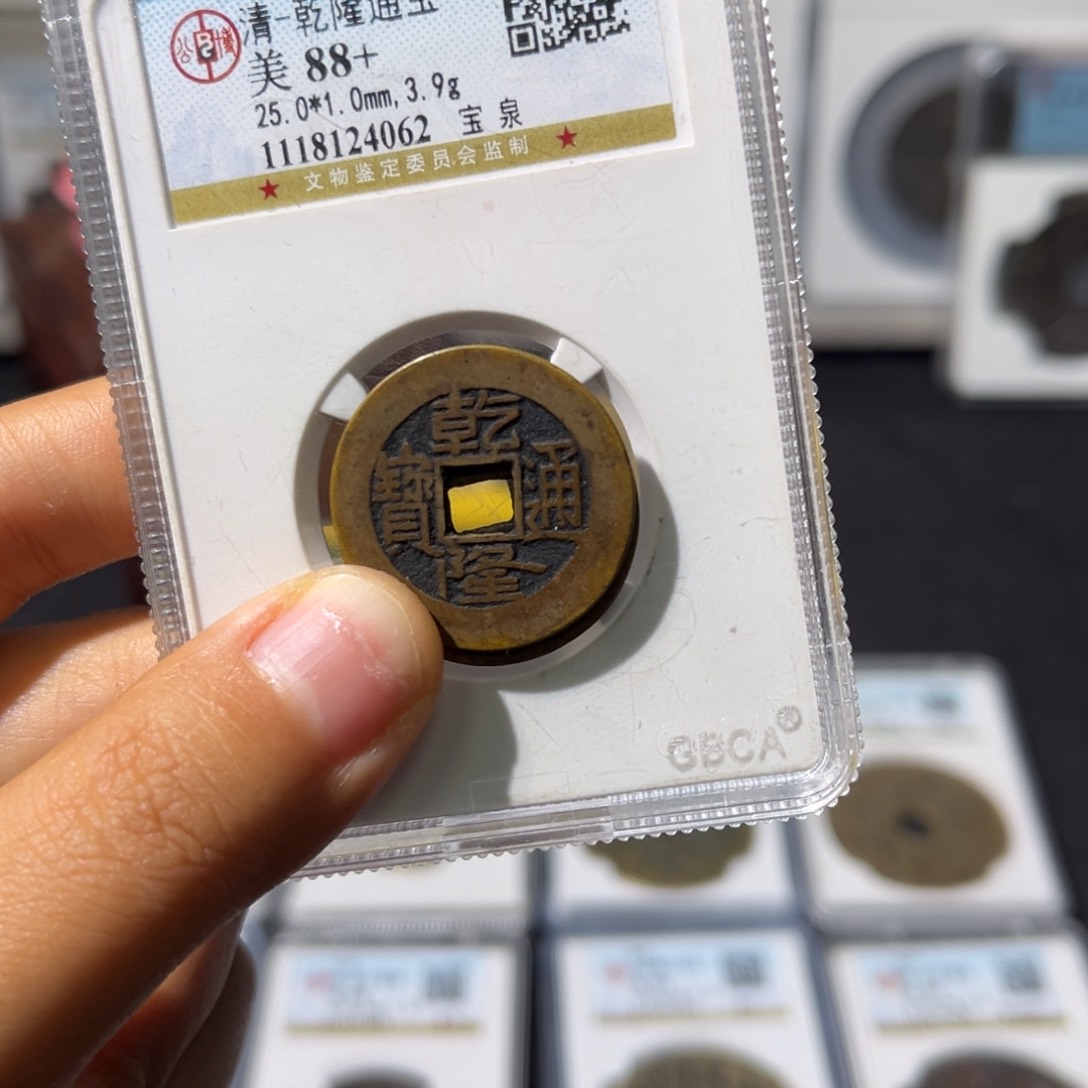 清-乾隆通宝
美 88+
25.0*1.0mm, 3.9g
1118124062 宝泉
文物鉴定委员会监制
乾隆通寶
GBCA®